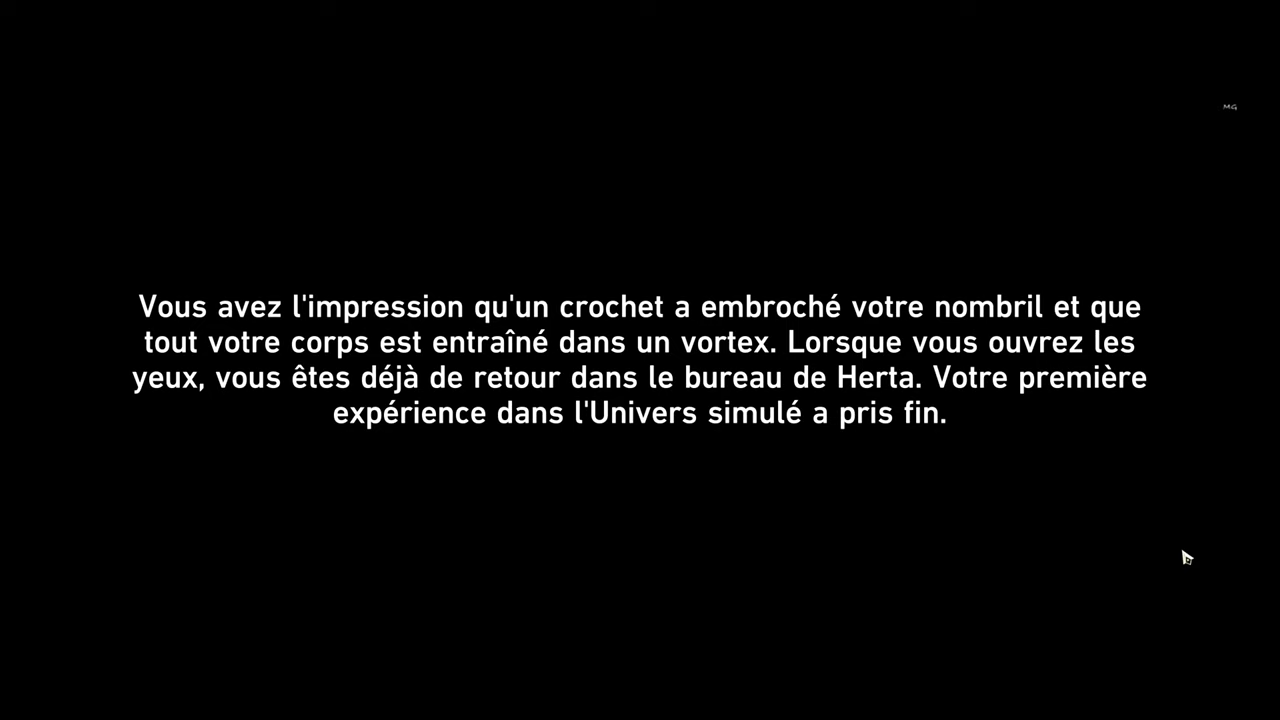 MG
Vous avez l'impression qu'un crochet a embroché votre nombril et que
tout votre corps est entraîné dans un vortex. Lorsque vous ouvrez les
yeux, vous êtes déjà de retour dans le bureau de Herta. Votre première
expérience dans l'Univers simulé a pris fin.